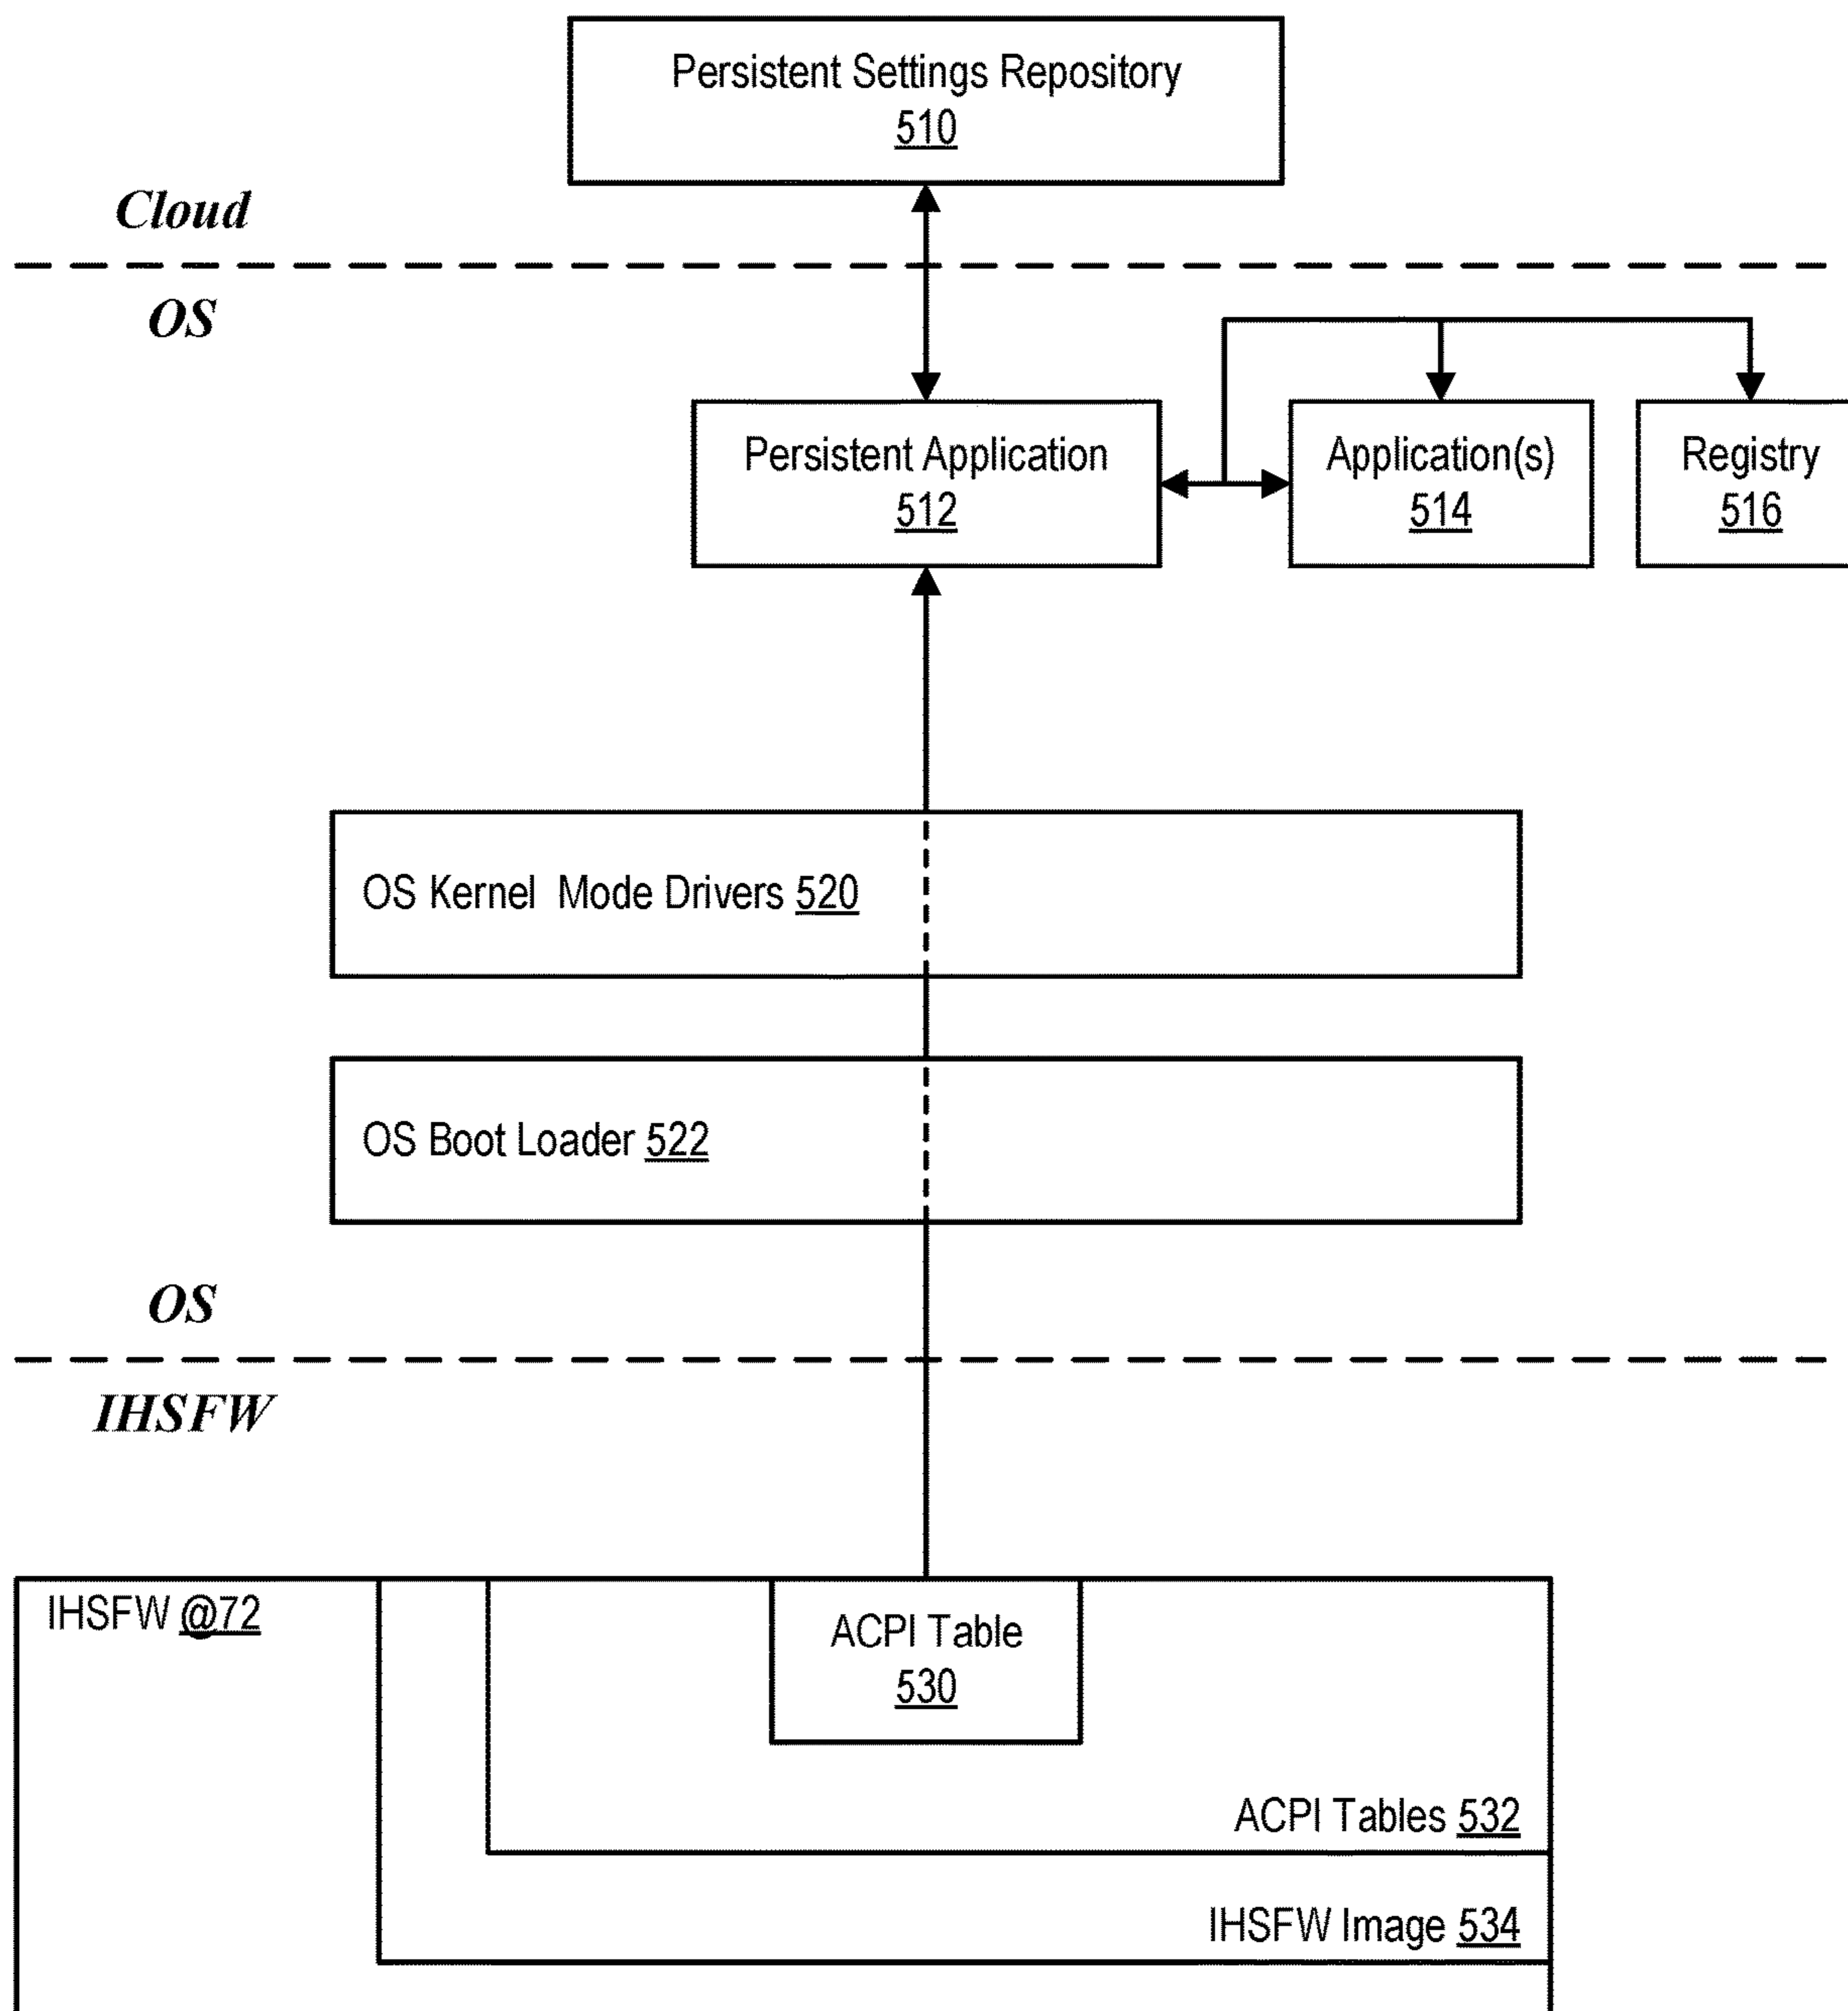 Persistent Settings Repository
510
Cloud
OS
Persistent Application
512
Application(s)
514
Registry
516
OS Kernel Mode Drivers 520
OS Boot Loader 522
OS
IHSFW
IHSFW @72
ACPI Table
530
ACPI Tables 532
IHSFW Image 534